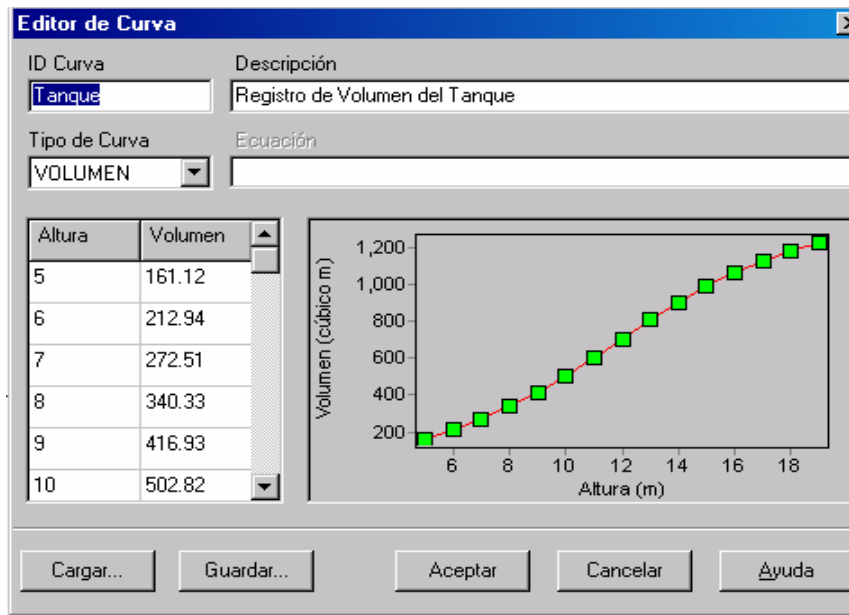 Editor de Curva
ID Curva Descripción
Tanque Registro de Volumen del Tanque
Tipo de Curva Ecuación
VOLUMEN
Altura Volumen
5 161.12
6 212.94
7 272.51
8 340.33
9 416.93
10 502.82
Volumen (cúbico m)
1,200
1,000
800
600
400
200
6 8 10 12 14 16 18
Altura (m)
Cargar... Guardar... Aceptar Cancelar Ayuda